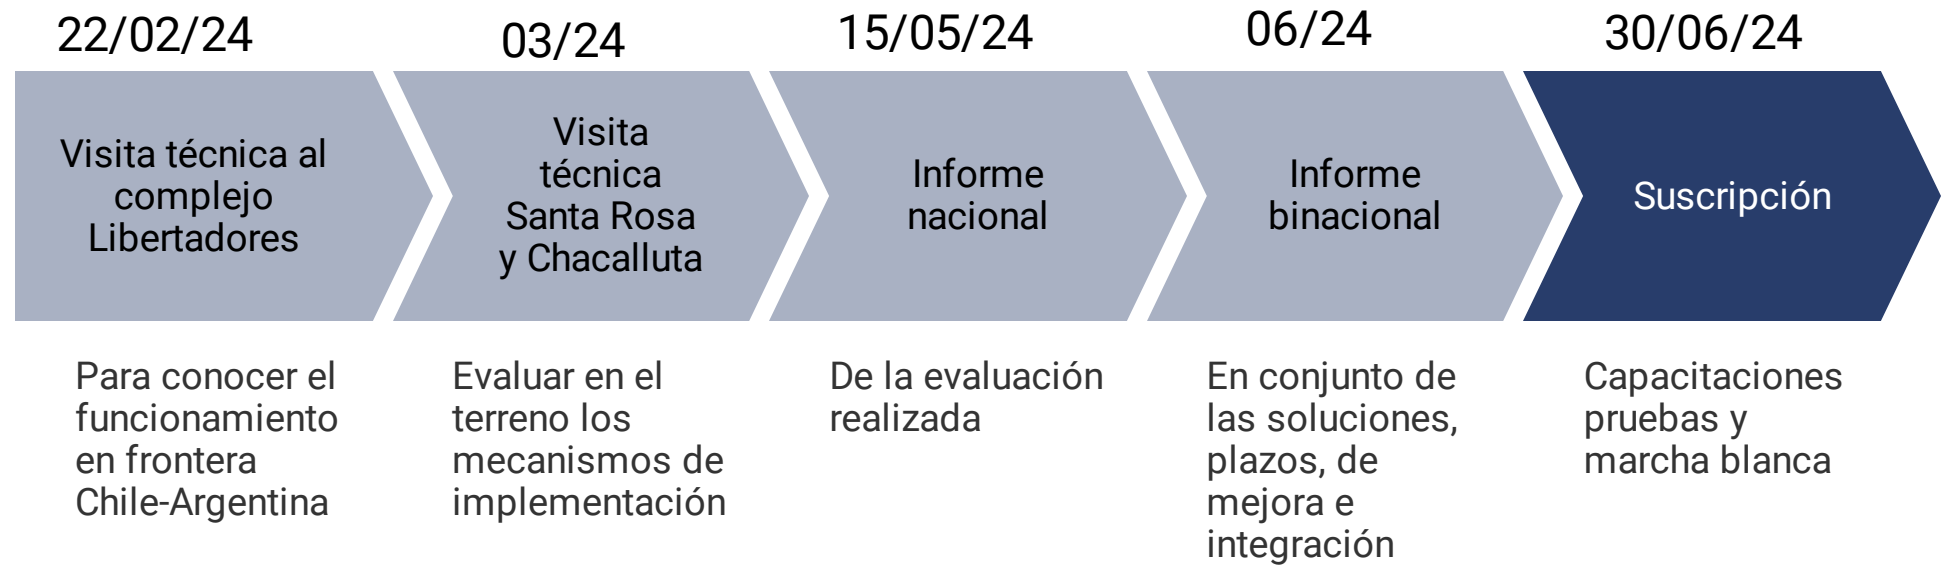 22/02/24
03/24
15/05/24
06/24
30/06/24
Visita técnica al
complejo
Libertadores
Visita
técnica
Santa Rosa
y Chacalluta
Informe
nacional
Informe
binacional
Suscripción
Para conocer el
funcionamiento
en frontera
Chile-Argentina
Evaluar en el
terreno los
mecanismos de
implementación
De la evaluación
realizada
En conjunto de
las soluciones,
plazos, de
mejora e
integración
Capacitaciones
pruebas y
marcha blanca